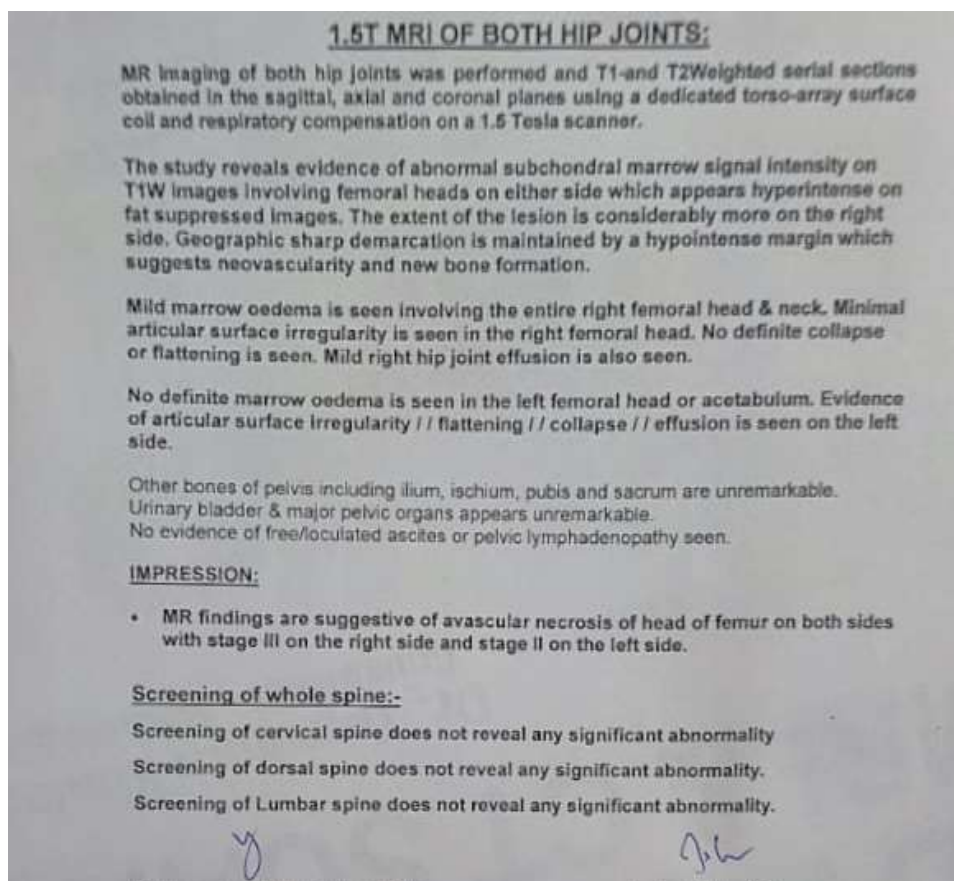 1.5T MRI OF BOTH HIP JOINTS:
MR Imaging of both hip joints was performed and T1-and T2Weighted serial sections
obtained in the sagittal, axial and coronal planes using a dedicated torso-array surface
coil and respiratory compensation on a 1.5 Tesla scanner.
The study reveals evidence of abnormal subchondral marrow signal intensity on
T1W images involving femoral heads on either side which appears hyperintense on
fat suppressed images. The extent of the lesion is considerably more on the right
side. Geographic sharp demarcation is maintained by a hypointense margin which
suggests neovascularity and new bone formation.
Mild marrow oedema is seen involving the entire right femoral head & neck. Minimal
articular surface irregularity is seen in the right femoral head. No definite collapse
or flattening is seen. Mild right hip joint effusion is also seen.
No definite marrow oedema is seen in the left femoral head or acetabulum. Evidence
of articular surface irregularity / / flattening / / collapse / / effusion is seen on the left
side.
Other bones of pelvis including ilium, ischium, pubis and sacrum are unremarkable.
Urinary bladder & major pelvic organs appears unremarkable.
No evidence of free/loculated ascites or pelvic lymphadenopathy seen.
IMPRESSION:
• MR findings are suggestive of avascular necrosis of head of femur on both sides
with stage III on the right side and stage II on the left side.
Screening of whole spine:-
Screening of cervical spine does not reveal any significant abnormality
Screening of dorsal spine does not reveal any significant abnormality.
Screening of Lumbar spine does not reveal any significant abnormality.